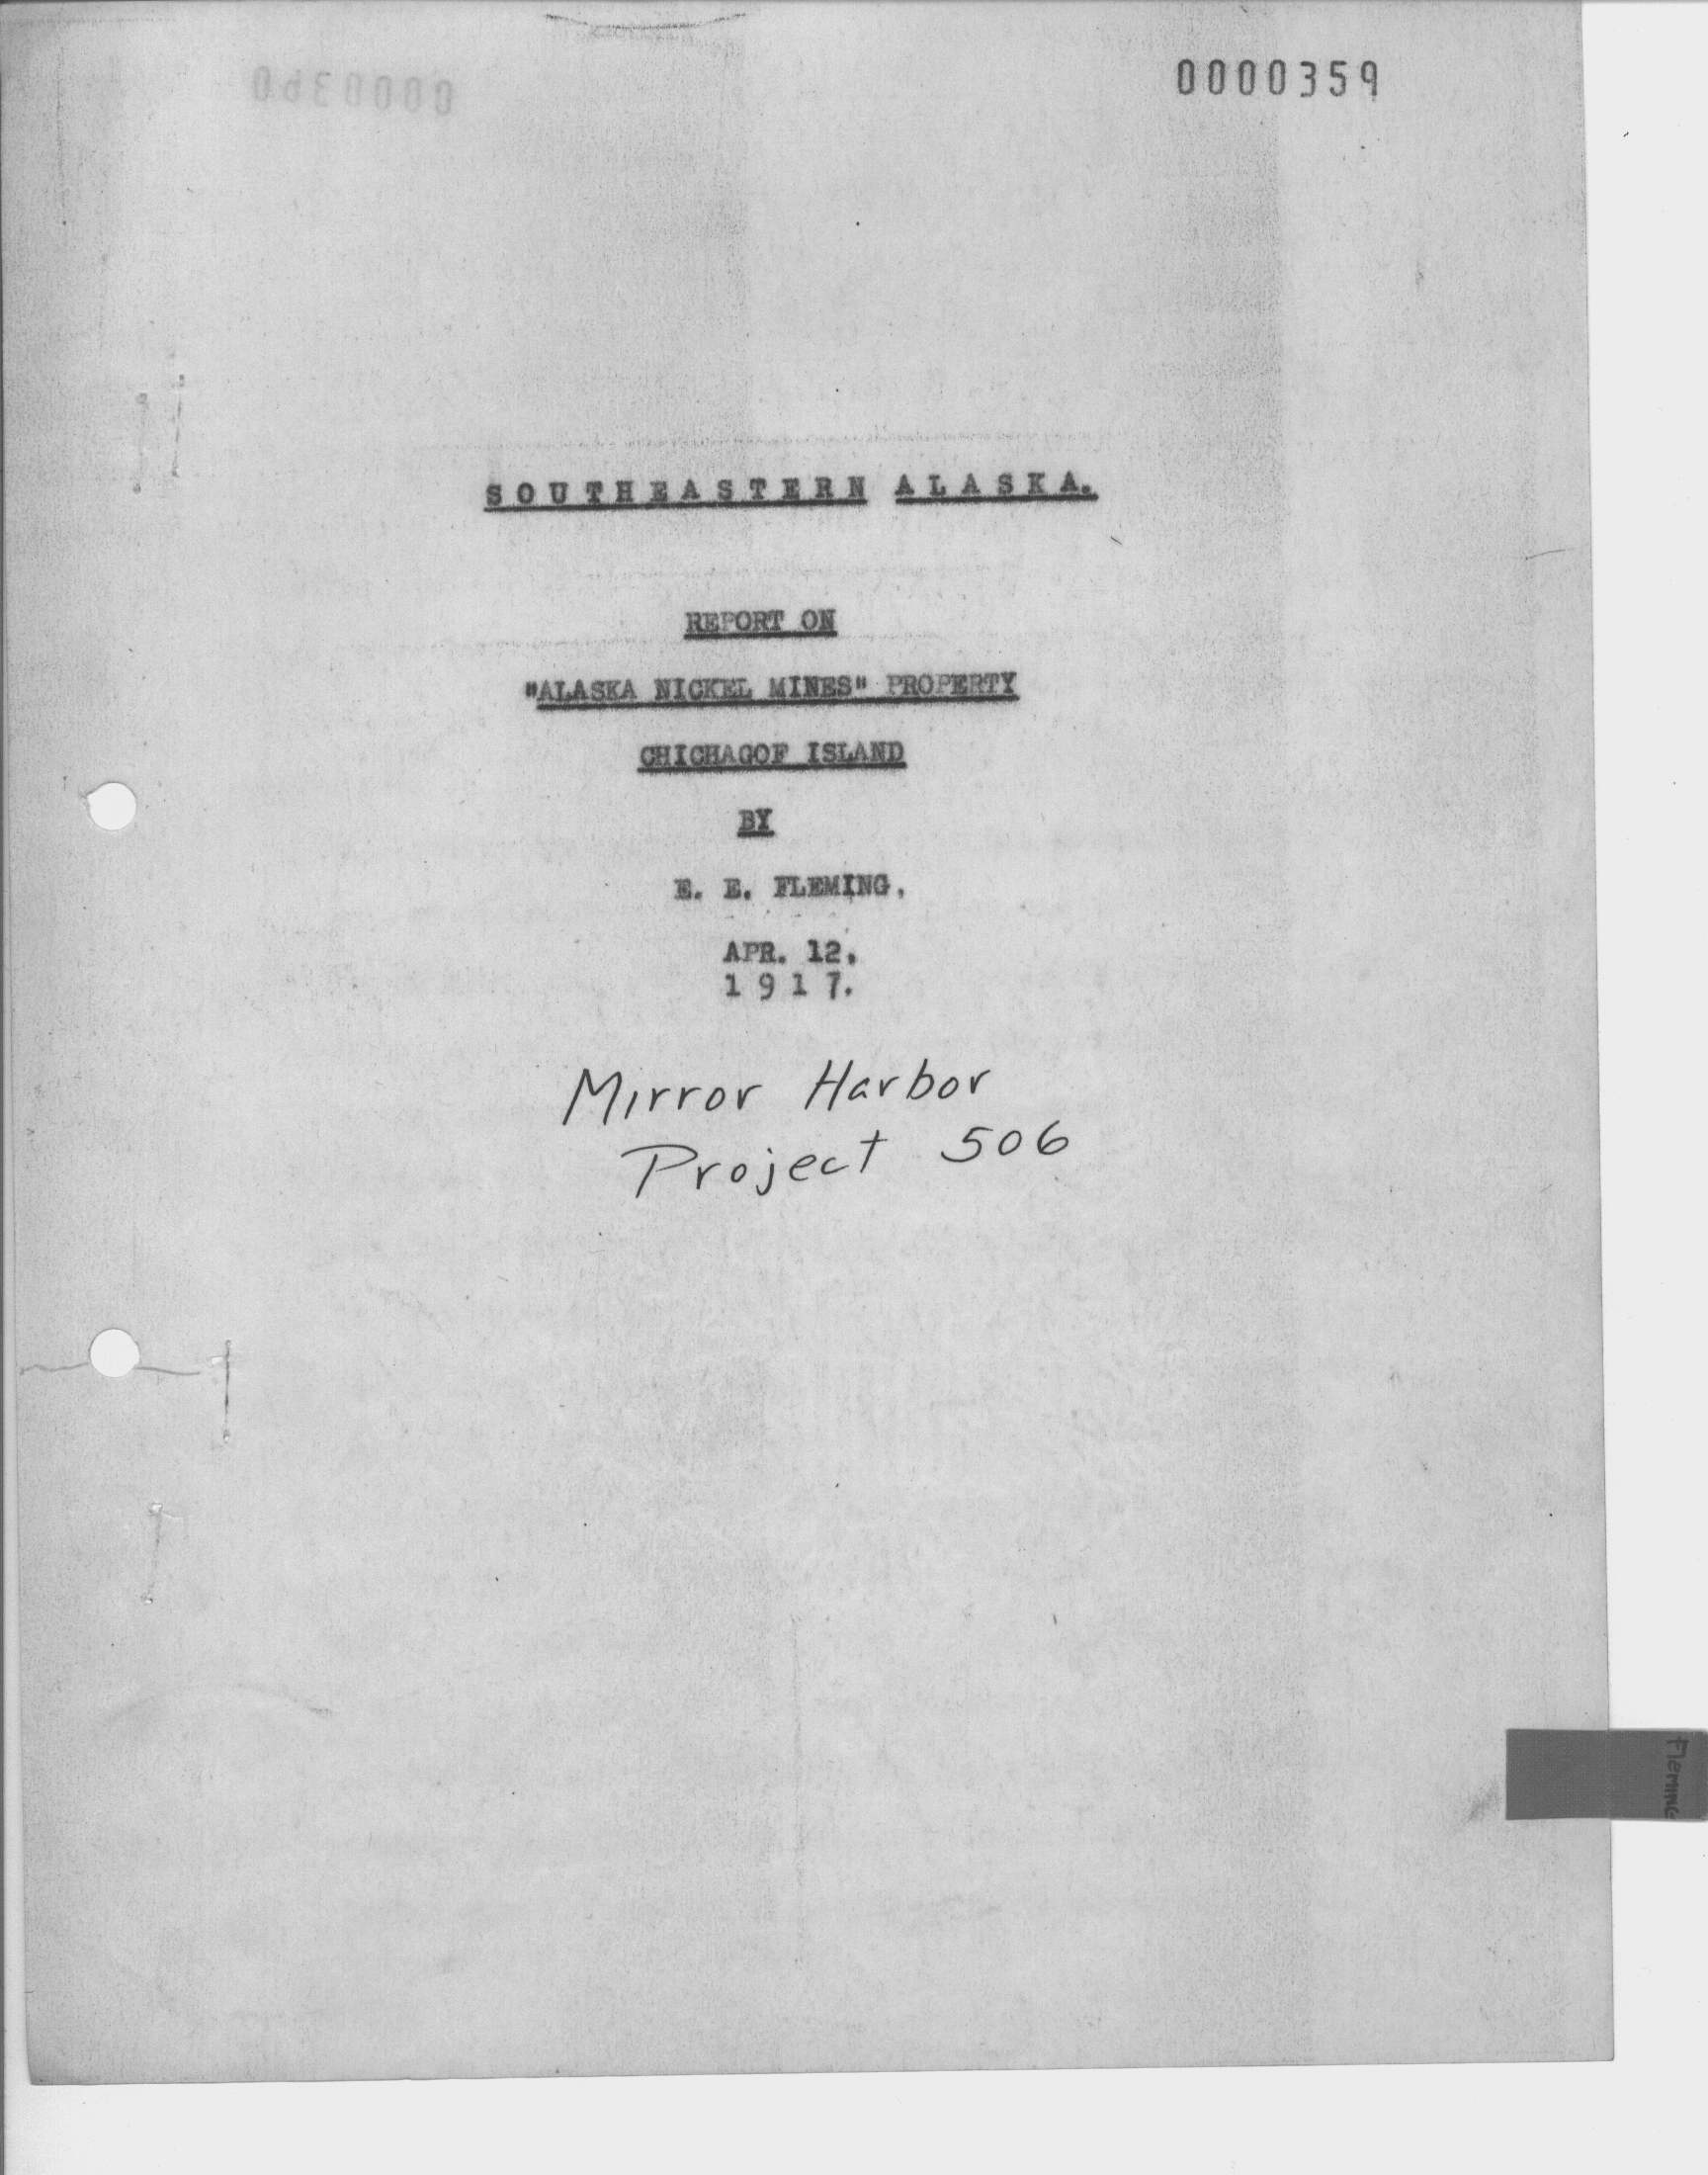 0000359
SOUTHEASTERN ALASKA.
REPORT ON
"ALASKA NICKEL MINES" PROPERTY
CHICHAGOF ISLAND
BY
E. E. FLEMING.
APR. 12,
1917.
Mirror Harbor
Project 506
Fleming